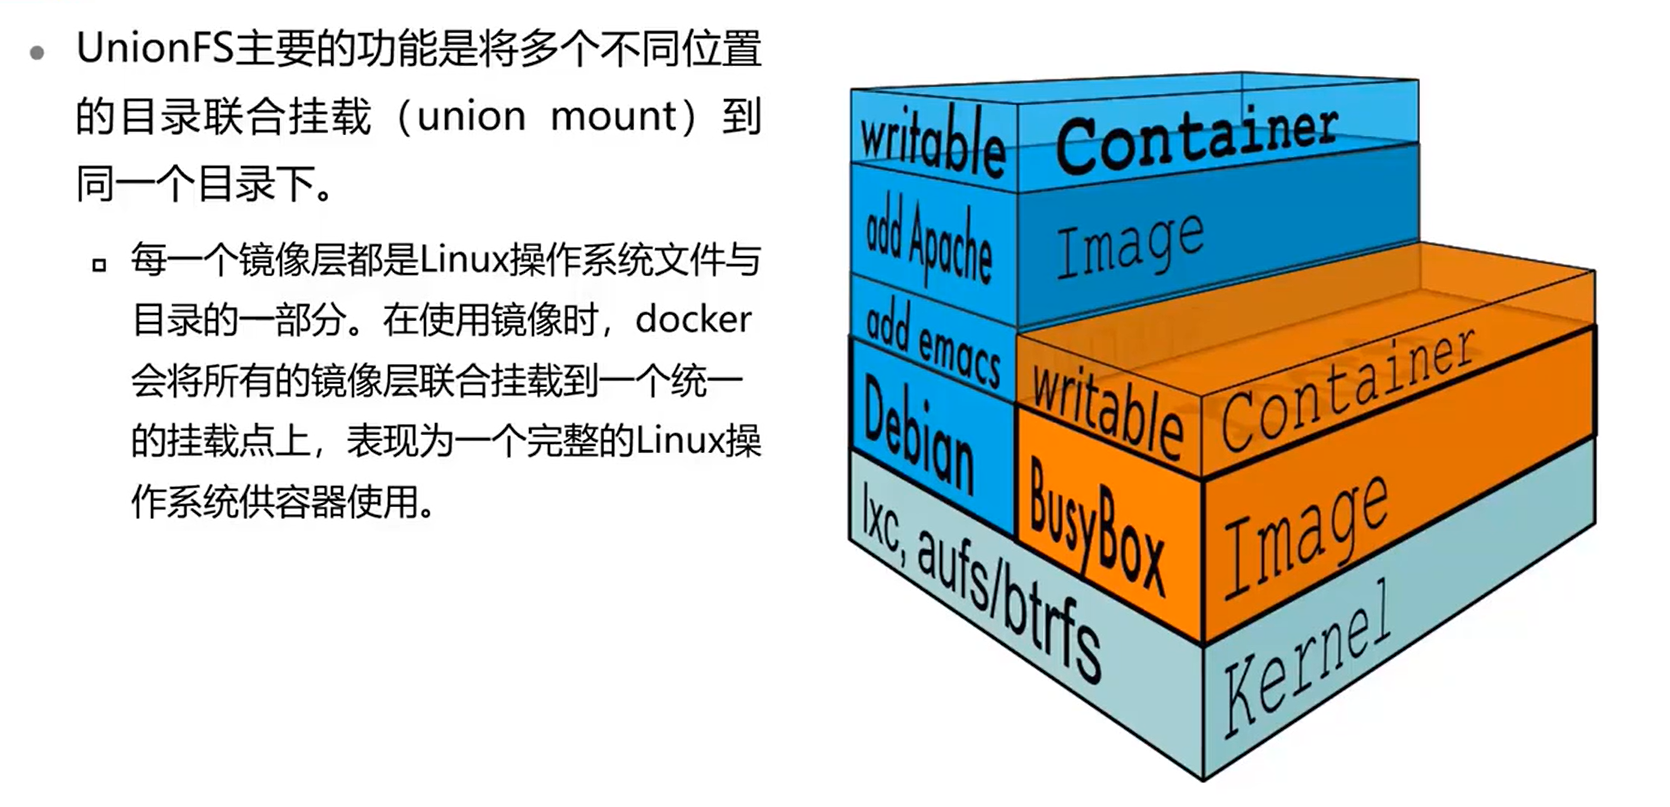 UnionFS主要的功能是将多个不同位置
的目录联合挂载（union mount）到
同一个目录下。
每一个镜像层都是Linux操作系统文件与
目录的一部分。在使用镜像时，docker
会将所有的镜像层联合挂载到一个统一
的挂载点上，表现为一个完整的Linux操
作系统供容器使用。
writable
Container
add Apache
Image
add emacs
Debian
writable
Container
BusyBox
Image
lxc, aufs/btrfs
Kernel